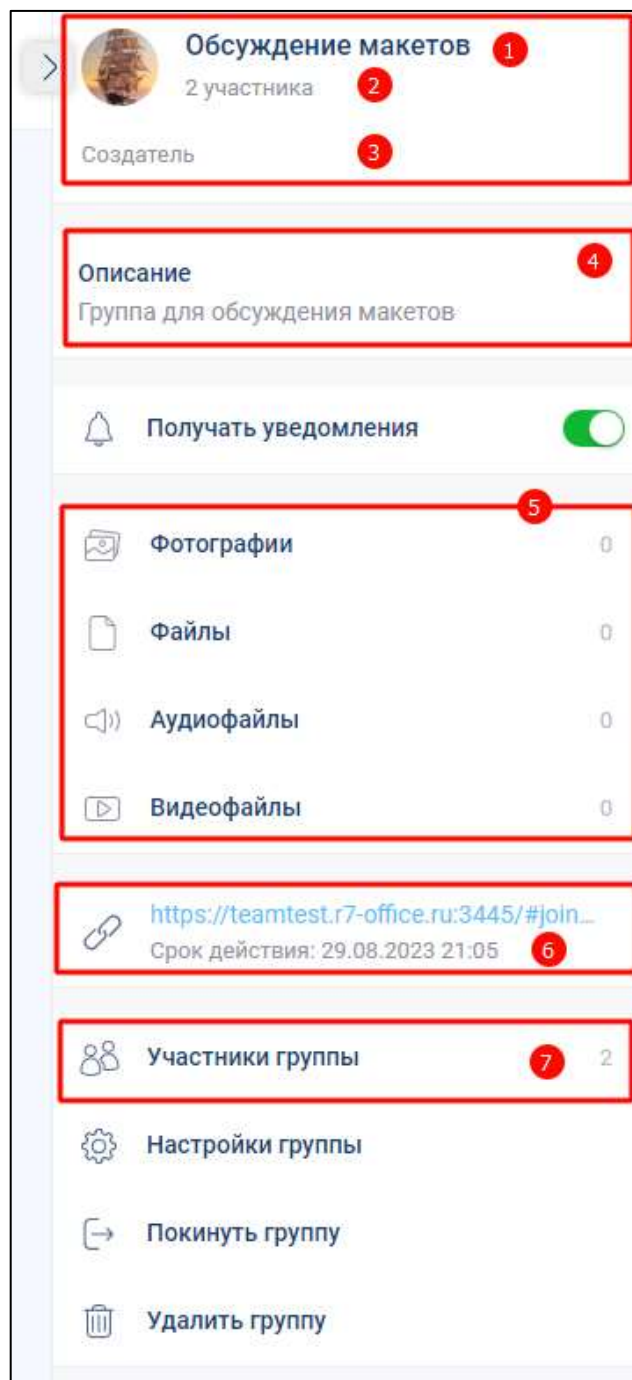 Обсуждение макетов 1
2 участника 2
Создатель 3
4
Описание
Группа для обсуждения макетов
Получать уведомления
5
Фотографии 0
Файлы 0
Аудиофайлы 0
Видеофайлы 0
https://teamtest.r7-office.ru:3445/#join...
Срок действия: 29.08.2023 21:05 6
Участники группы 7 2
Настройки группы
Покинуть группу
Удалить группу